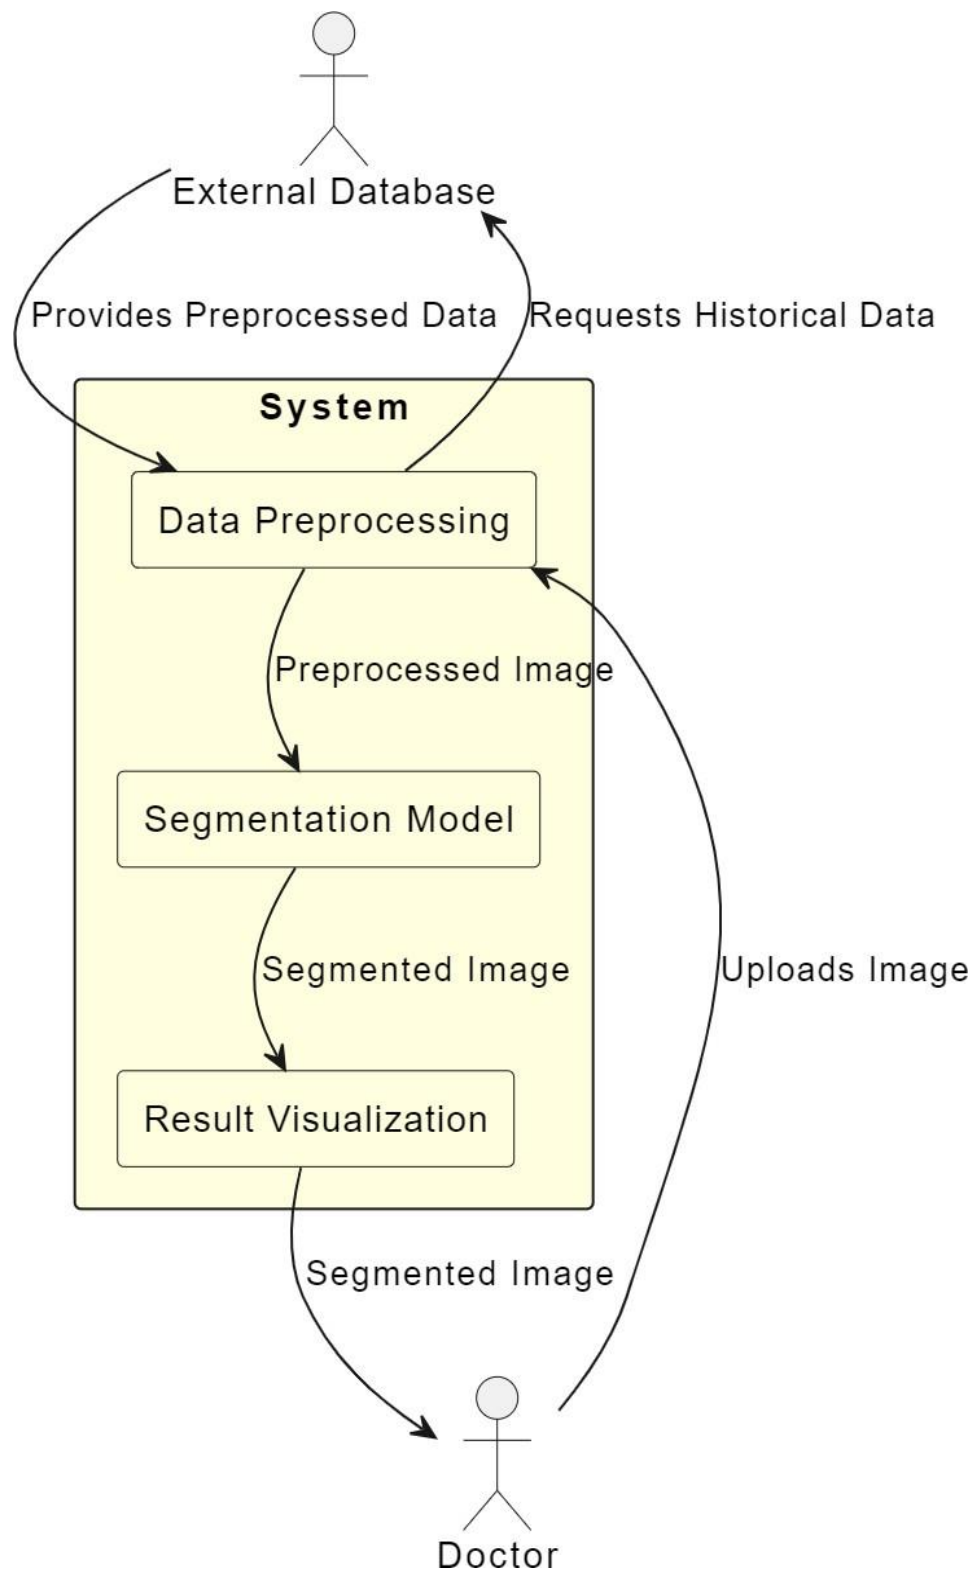 External Database
Provides Preprocessed Data
Requests Historical Data
System
Data Preprocessing
Preprocessed Image
Segmentation Model
Segmented Image
Uploads Image
Result Visualization
Segmented Image
Doctor